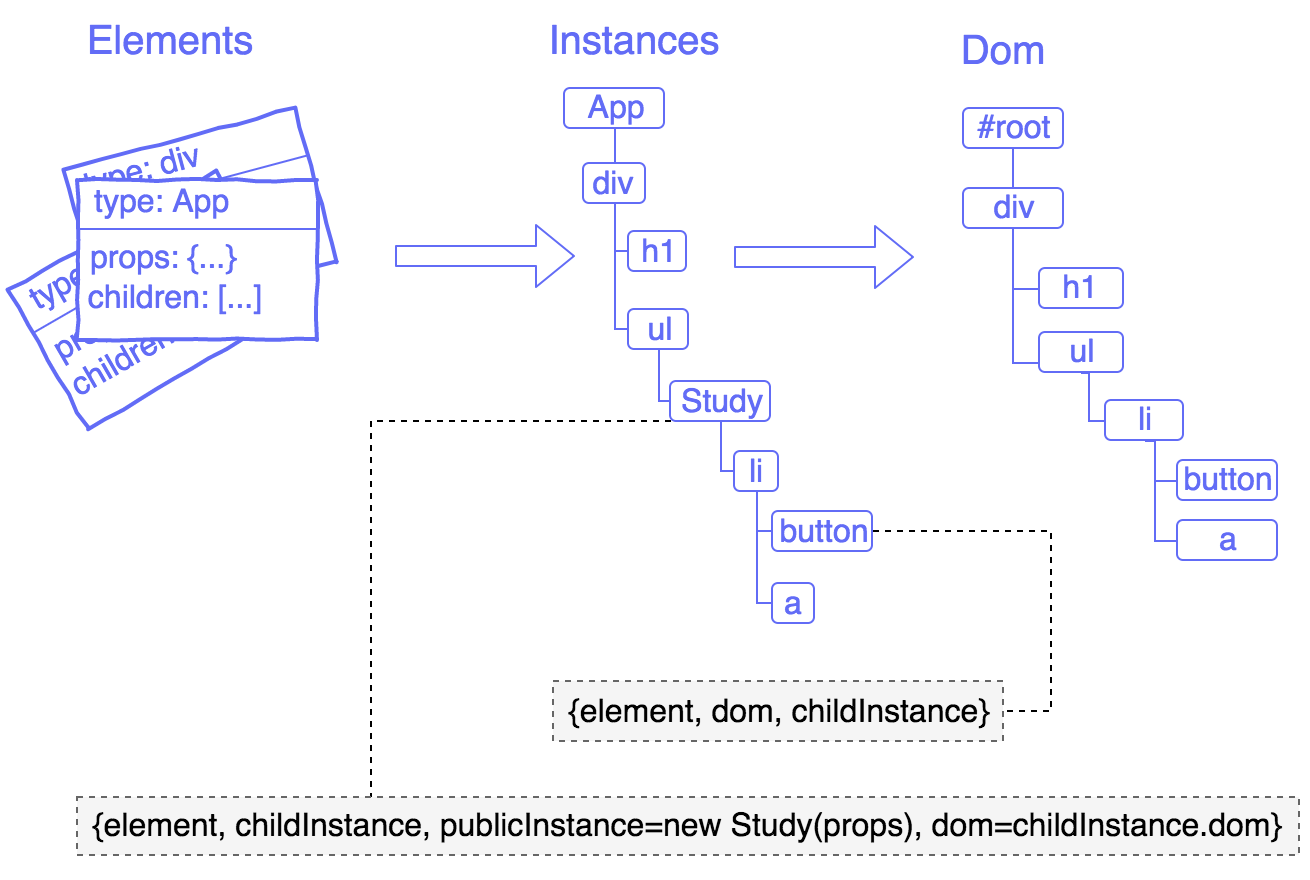 Elements
Instances
Dom
type: div
type: App
props: {...}
children: [...]
type
pr
children
App
div
h1
ul
Study
li
button
a
#root
div
h1
ul
li
button
a
{element, dom, childInstance}
{element, childInstance, publicInstance=new Study(props), dom=childInstance.dom}